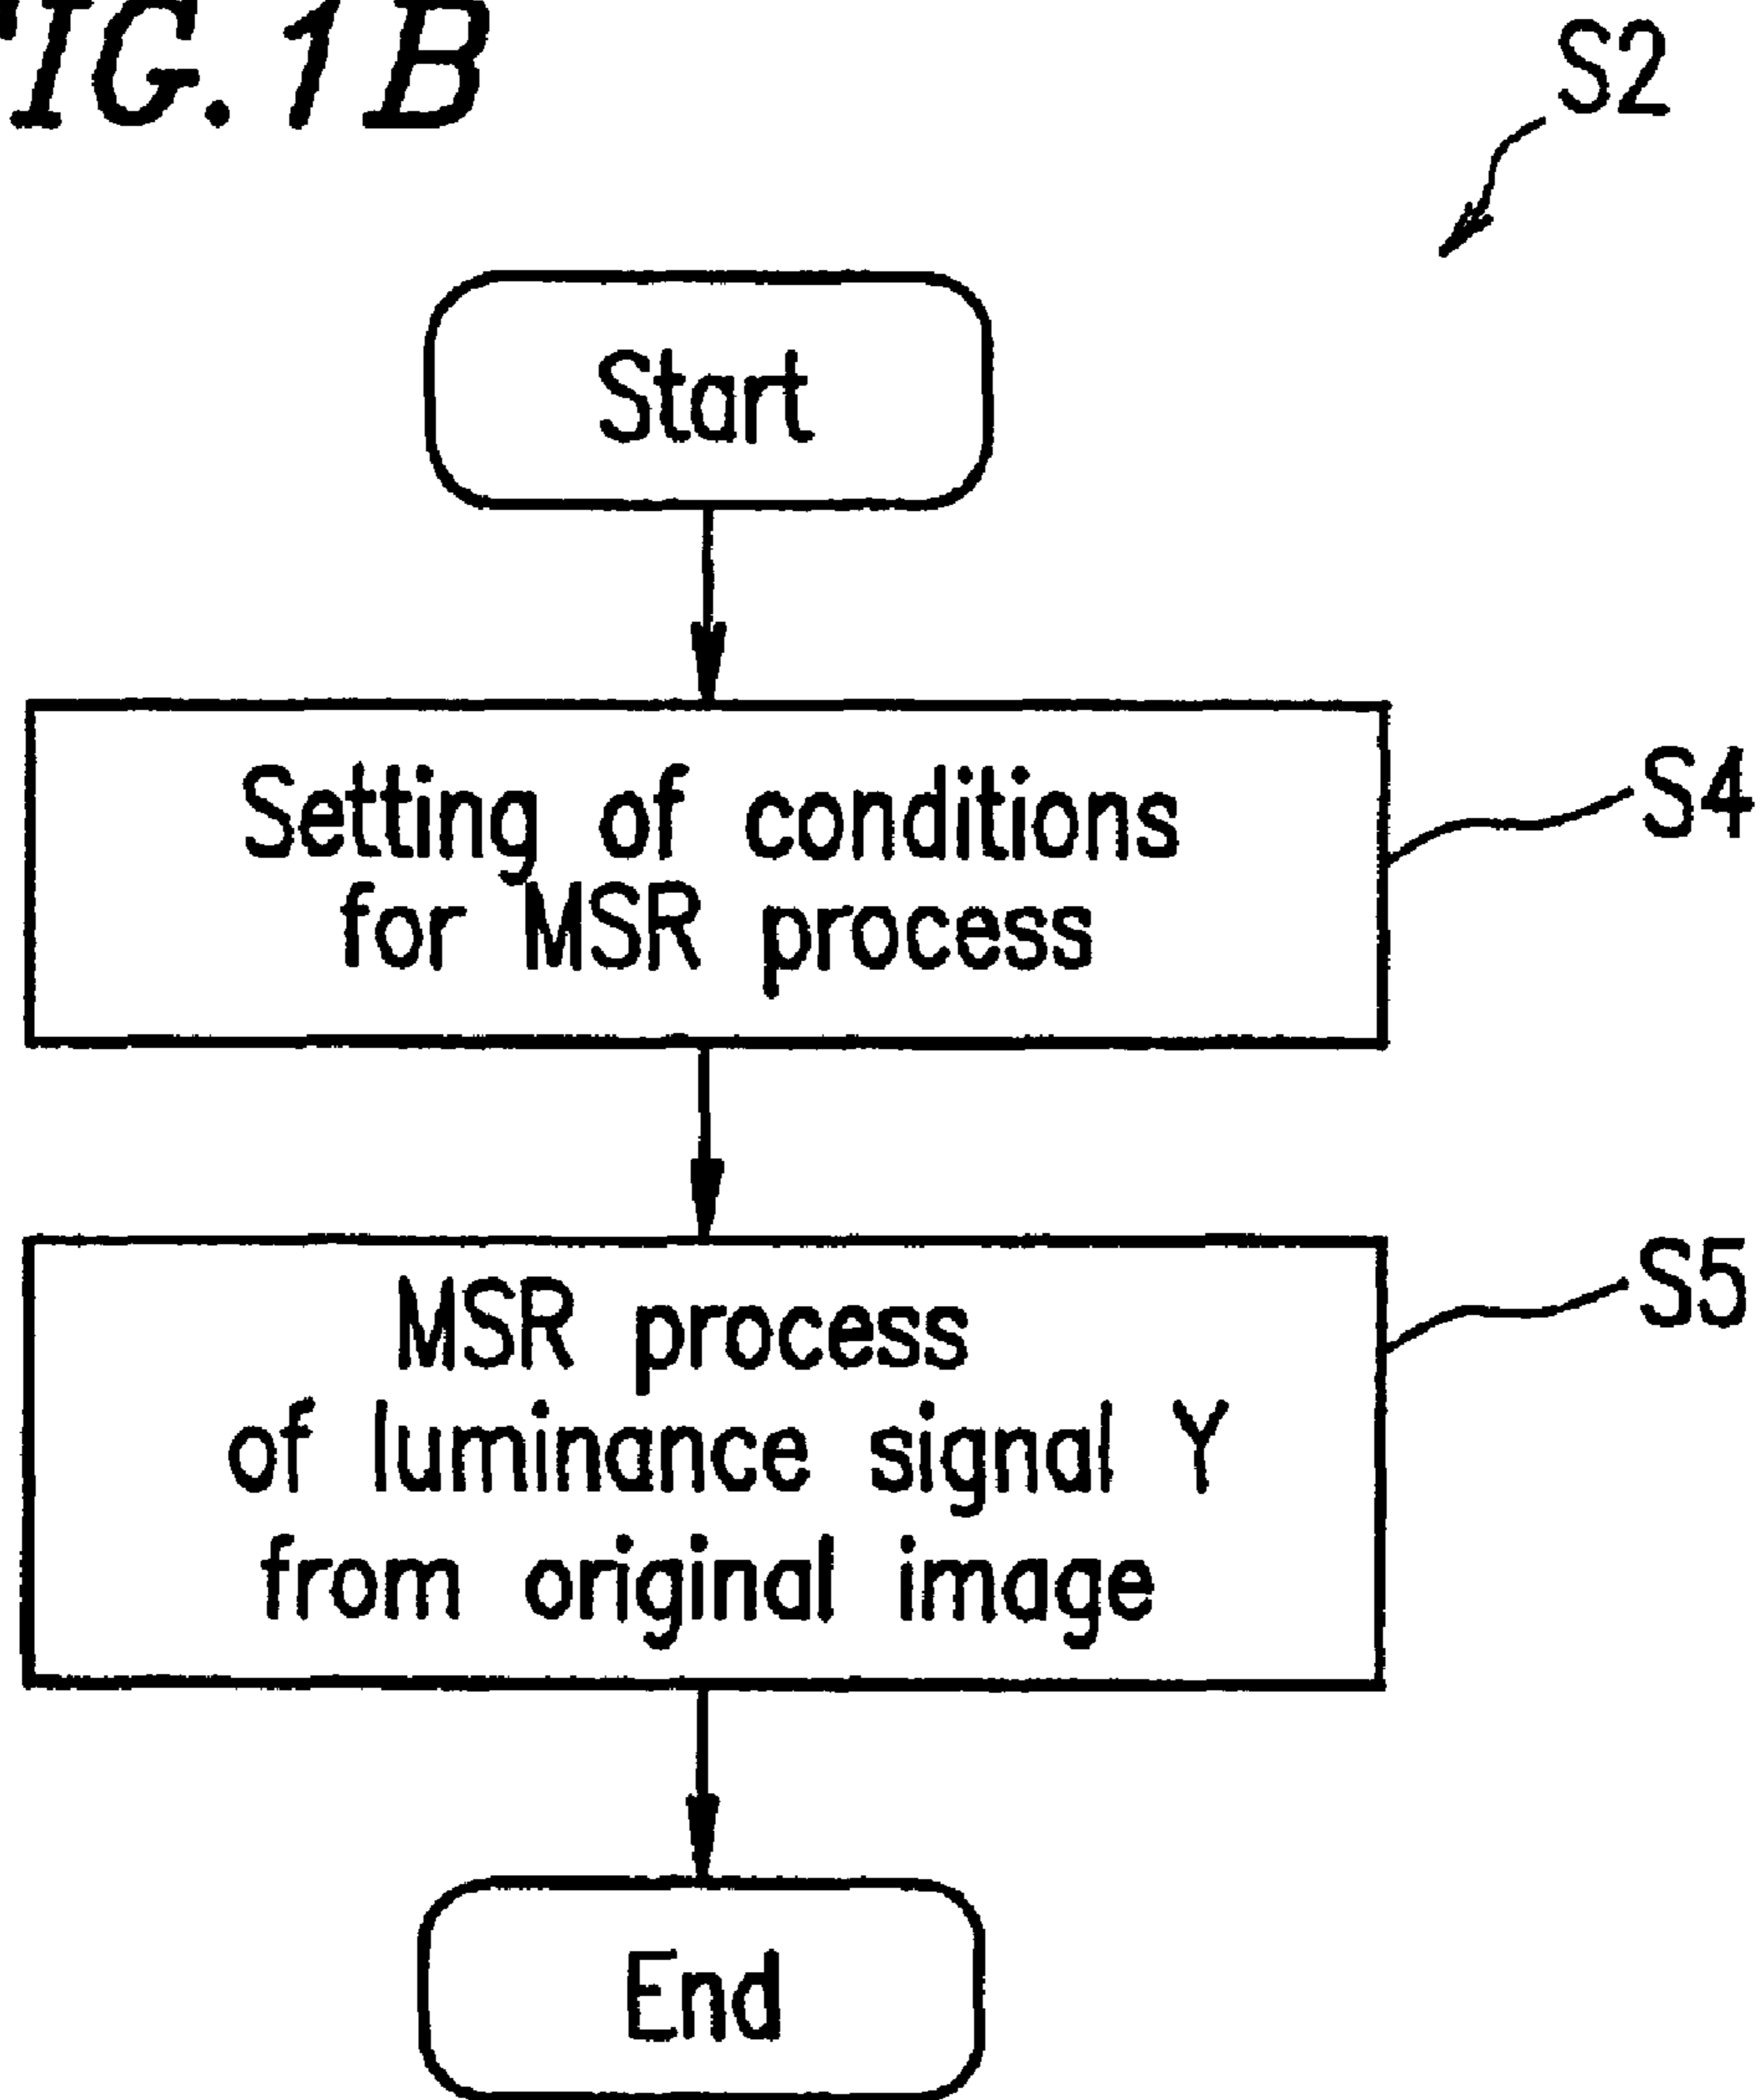 FIG. 1B
S2
Start
Setting of conditions
for MSR process
S4
MSR process
of luminance signal Y
from original image
S5
End